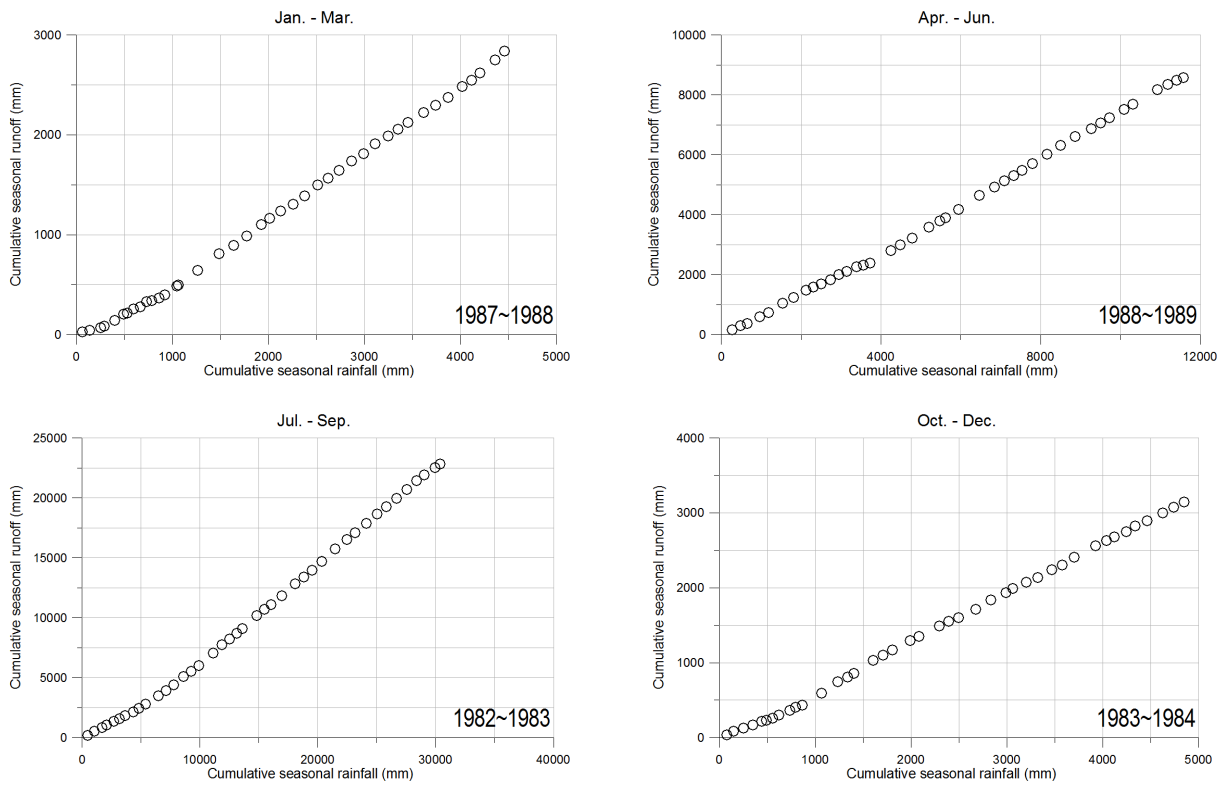 Jan. - Mar.
3000
2000
1000
0
Cumulative seasonal runoff (mm)
1987~1988
0 1000 2000 3000 4000 5000
Cumulative seasonal rainfall (mm)
Apr. - Jun.
10000
8000
6000
4000
2000
0
Cumulative seasonal runoff (mm)
1988~1989
0 4000 8000 12000
Cumulative seasonal rainfall (mm)
Jul. - Sep.
25000
20000
15000
10000
5000
0
Cumulative seasonal runoff (mm)
1982~1983
0 10000 20000 30000 40000
Cumulative seasonal rainfall (mm)
Oct. - Dec.
4000
3000
2000
1000
0
Cumulative seasonal runoff (mm)
1983~1984
0 1000 2000 3000 4000 5000
Cumulative seasonal rainfall (mm)